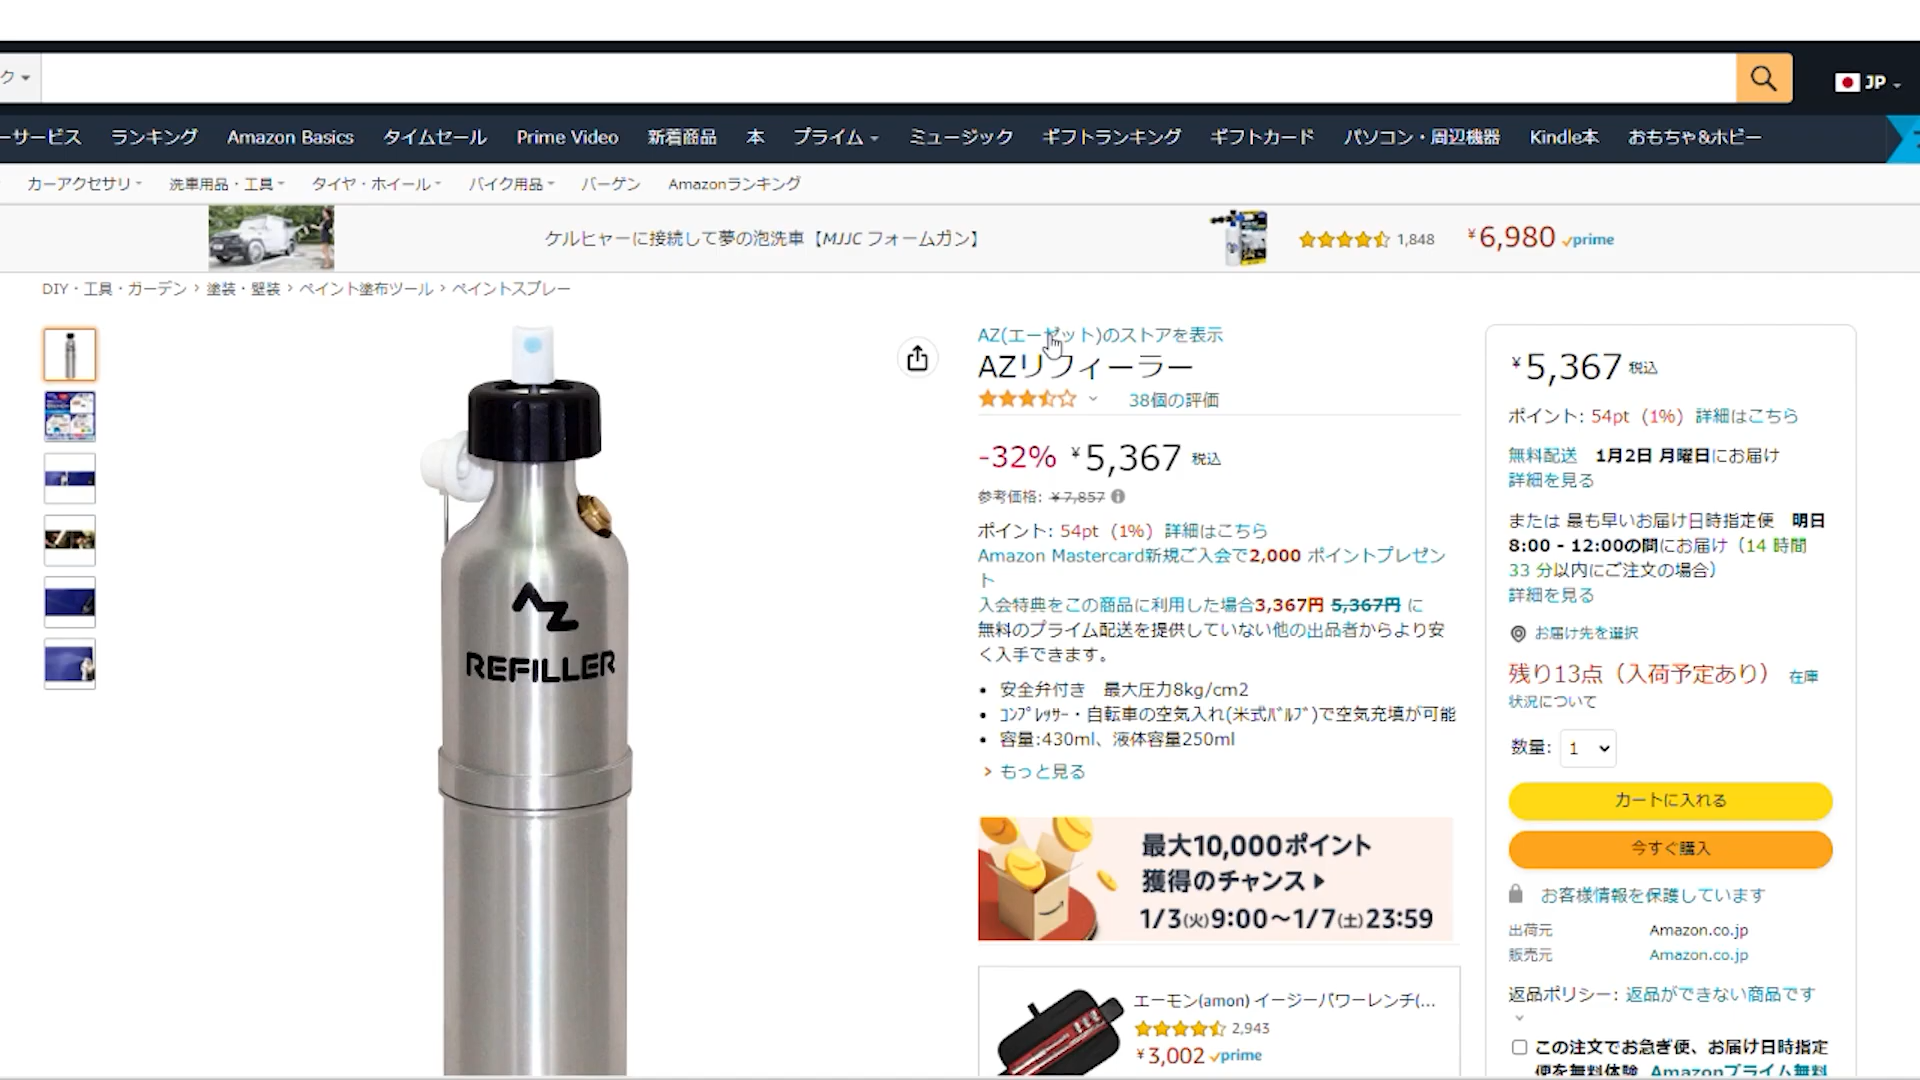 ク
JP
ーサービス ランキング Amazon Basics タイムセール Prime Video 新着商品 本 プライム ミュージック ギフトランキング ギフトカード パソコン・周辺機器 Kindle本 おもちゃ&ホビー
カーアクセサリ 洗車用品・工具 タイヤ・ホイール バイク用品 バーゲン Amazonランキング
ケルヒャーに接続して夢の泡洗車【MJJC フォームガン】 1,848 ¥6,980 prime
DIY・工具・ガーデン › 塗装・壁装 › ペイント塗布ツール › ペイントスプレー
AZ
REFILLER
AZ(エーゼット)のストアを表示
AZリフィーラー
38個の評価
-32% ¥5,367 税込
参考価格: ¥7,857
ポイント: 54pt (1%) 詳細はこちら
Amazon Mastercard新規ご入会で2,000 ポイントプレゼン
ト
入会特典をこの商品に利用した場合3,367円 5,367円 に
無料のプライム配送を提供していない他の出品者からより安
く入手できます。
• 安全弁付き 最大圧力8kg/cm2
• ｺﾝﾌﾟﾚｯｻｰ・自転車の空気入れ(米式ﾊﾞﾙﾌﾞ)で空気充填が可能
• 容量:430ml、液体容量250ml
› もっと見る
最大10,000ポイント
獲得のチャンス
1/3(火)9:00～1/7(土)23:59
エーモン(amon) イージーパワーレンチ(...
2,943
¥3,002 prime
¥5,367 税込
ポイント: 54pt (1%) 詳細はこちら
無料配送 1月2日 月曜日にお届け
詳細を見る
または 最も早いお届け日時指定便 明日
8:00 - 12:00の間にお届け（14 時間
33 分以内にご注文の場合）
詳細を見る
お届け先を選択
残り13点（入荷予定あり） 在庫
状況について
数量: 1
カートに入れる
今すぐ購入
お客様情報を保護しています
出荷元 Amazon.co.jp
販売元 Amazon.co.jp
返品ポリシー: 返品ができない商品です
この注文でお急ぎ便、お届け日時指定
便を無料体験 Amazonプライム無料